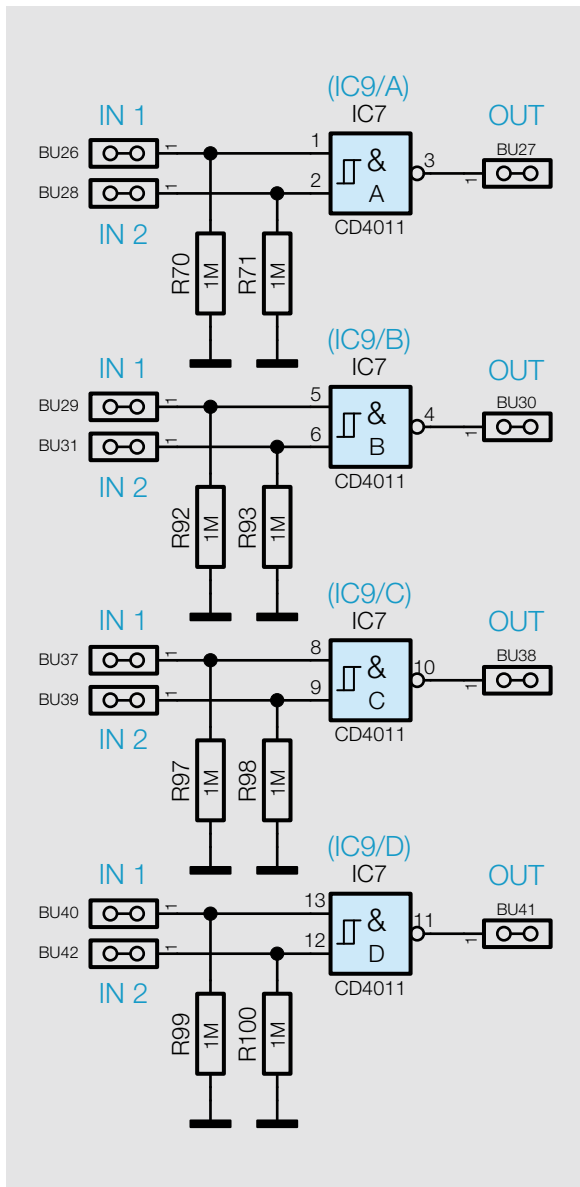 (IC9/A)
IC7
IN 1
OUT
BU26
1
1
3
BU27
&
BU28
1
2
A
1
IN 2
CD4011
R70
1M
R71
1M
(IC9/B)
IC7
IN 1
OUT
BU29
1
5
4
BU30
&
BU31
1
6
B
1
IN 2
CD4011
R92
1M
R93
1M
(IC9/C)
IC7
IN 1
OUT
BU37
1
8
10
BU38
&
BU39
1
9
C
1
IN 2
CD4011
R97
1M
R98
1M
(IC9/D)
IC7
IN 1
OUT
BU40
1
13
11
BU41
&
BU42
1
12
D
1
IN 2
CD4011
R99
1M
R100
1M